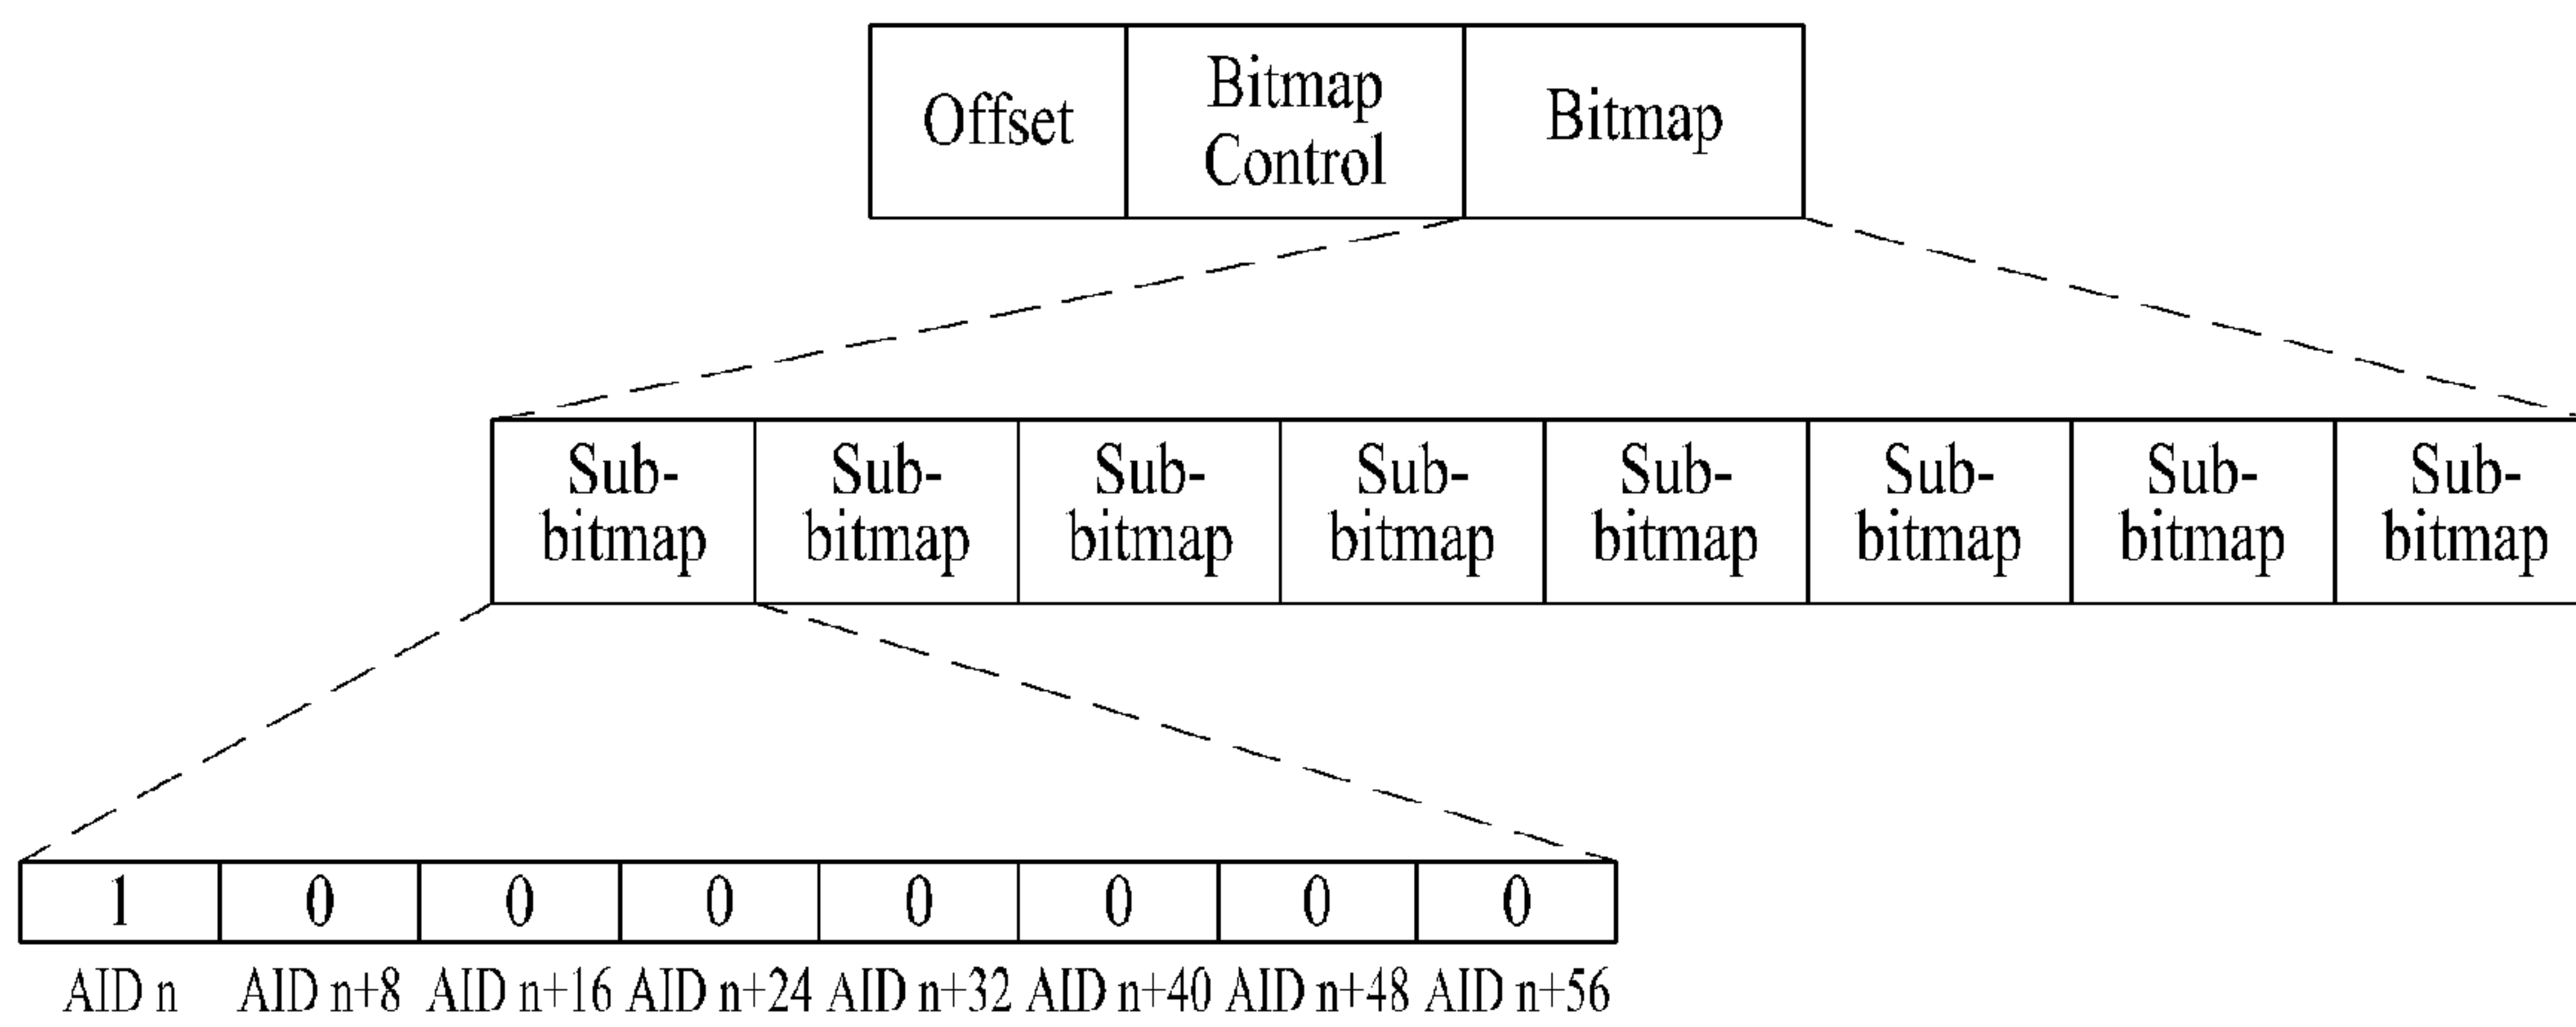 Offset
Bitmap
Control
Bitmap
Sub-
bitmap
Sub-
bitmap
Sub-
bitmap
Sub-
bitmap
Sub-
bitmap
Sub-
bitmap
Sub-
bitmap
Sub-
bitmap
1 0 0 0 0 0 0 0
AID n AID n+8 AID n+16 AID n+24 AID n+32 AID n+40 AID n+48 AID n+56